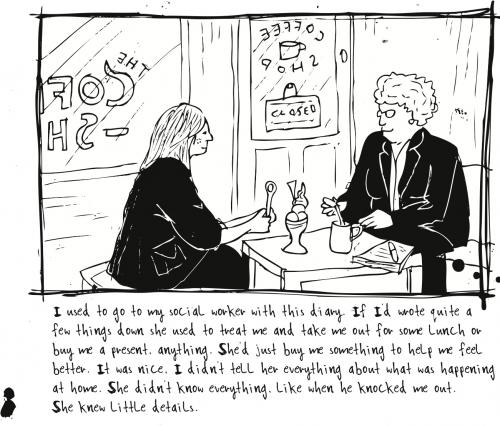 THE
COF
-SH
COFFEE
SHOP
CLOSED
I used to go to my social worker with this diary. If I'd wrote quite a
few things down she used to treat me and take me out for some lunch or
buy me a present, anything. She'd just buy me something to help me feel
better. It was nice. I didn't tell her everything about what was happening
at home. She didn't know everything. Like when he knocked me out.
She knew little details.